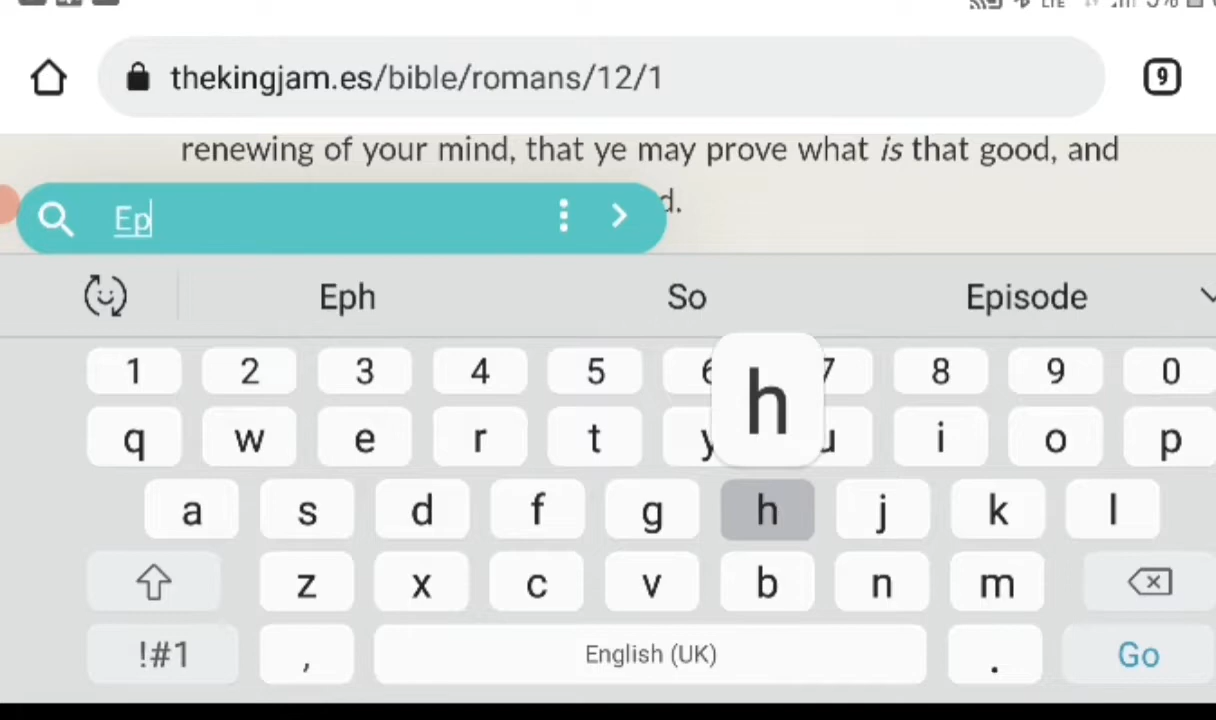 LTE 5%
thekingjam.es/bible/romans/12/1
9
renewing of your mind, that ye may prove what is that good, and
Ep d.
Eph So Episode
1 2 3 4 5 6 7 8 9 0
h
q w e r t y u i o p
a s d f g h j k l
z x c v b n m
!#1 , English (UK) . Go